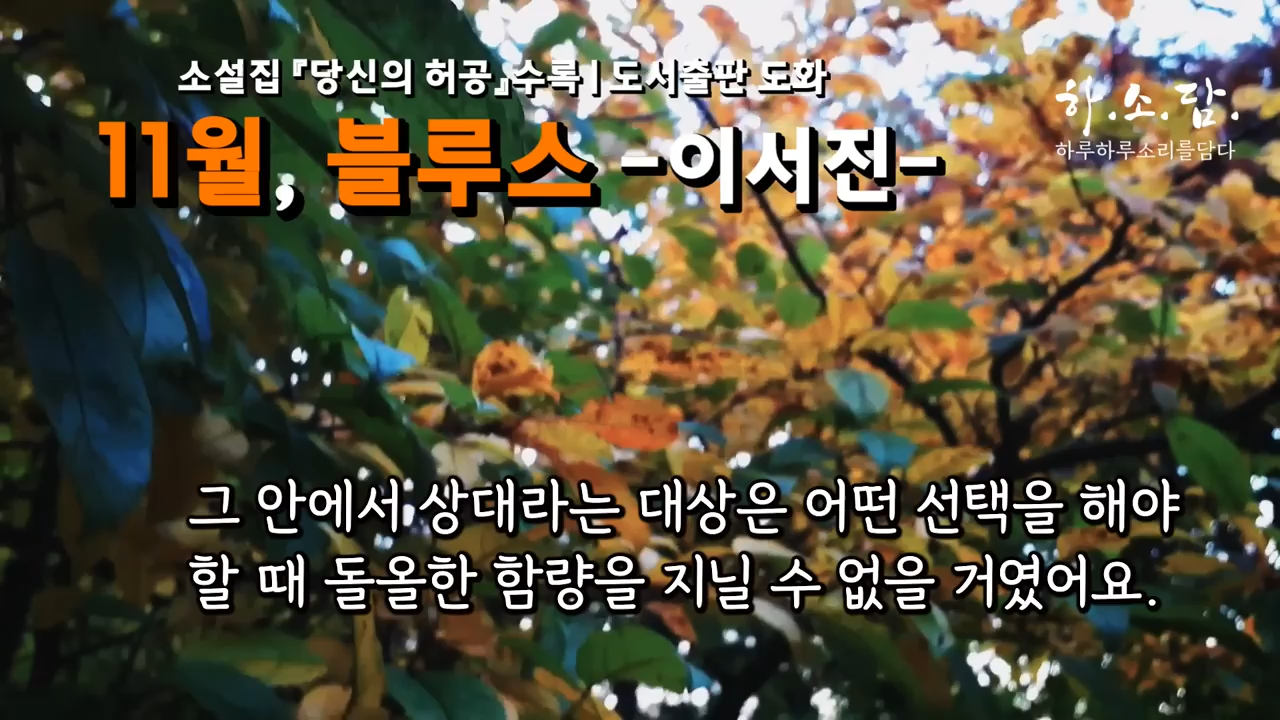 소설집 『당신의 허공』수록 | 도서출판 도화
11월, 블루스 -이서진-
하.소.담.
하루하루소리를담다
그 안에서 상대라는 대상은 어떤 선택을 해야
할 때 돌올한 함량을 지닐 수 없을 거였어요.